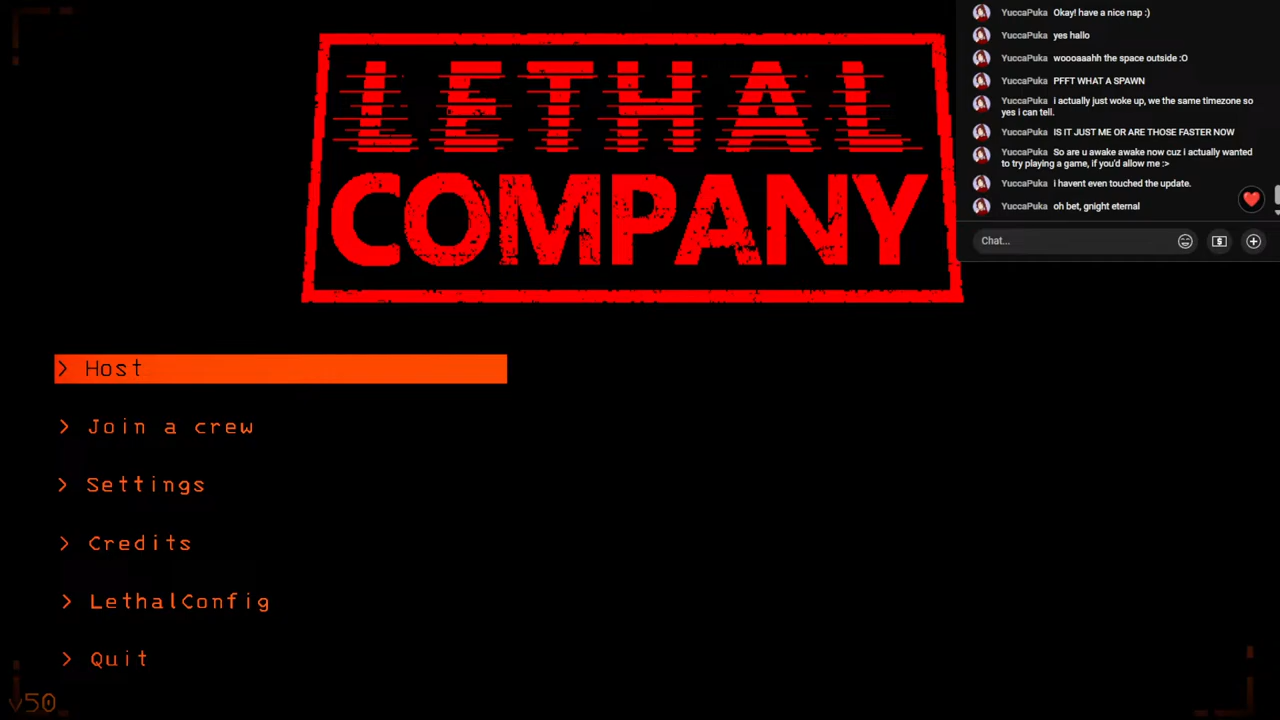 LETHAL
COMPANY
> Host
> Join a crew
> Settings
> Credits
> LethalConfig
> Quit
v50
YuccaPuka Okay! have a nice nap :)
YuccaPuka yes hallo
YuccaPuka woooaaahh the space outside :O
YuccaPuka PFFT WHAT A SPAWN
YuccaPuka i actually just woke up, we the same timezone so
yes i can tell.
YuccaPuka IS IT JUST ME OR ARE THOSE FASTER NOW
YuccaPuka So are u awake awake now cuz i actually wanted
to try playing a game, if you'd allow me :>
YuccaPuka i havent even touched the update.
YuccaPuka oh bet, gnight eternal
Chat...